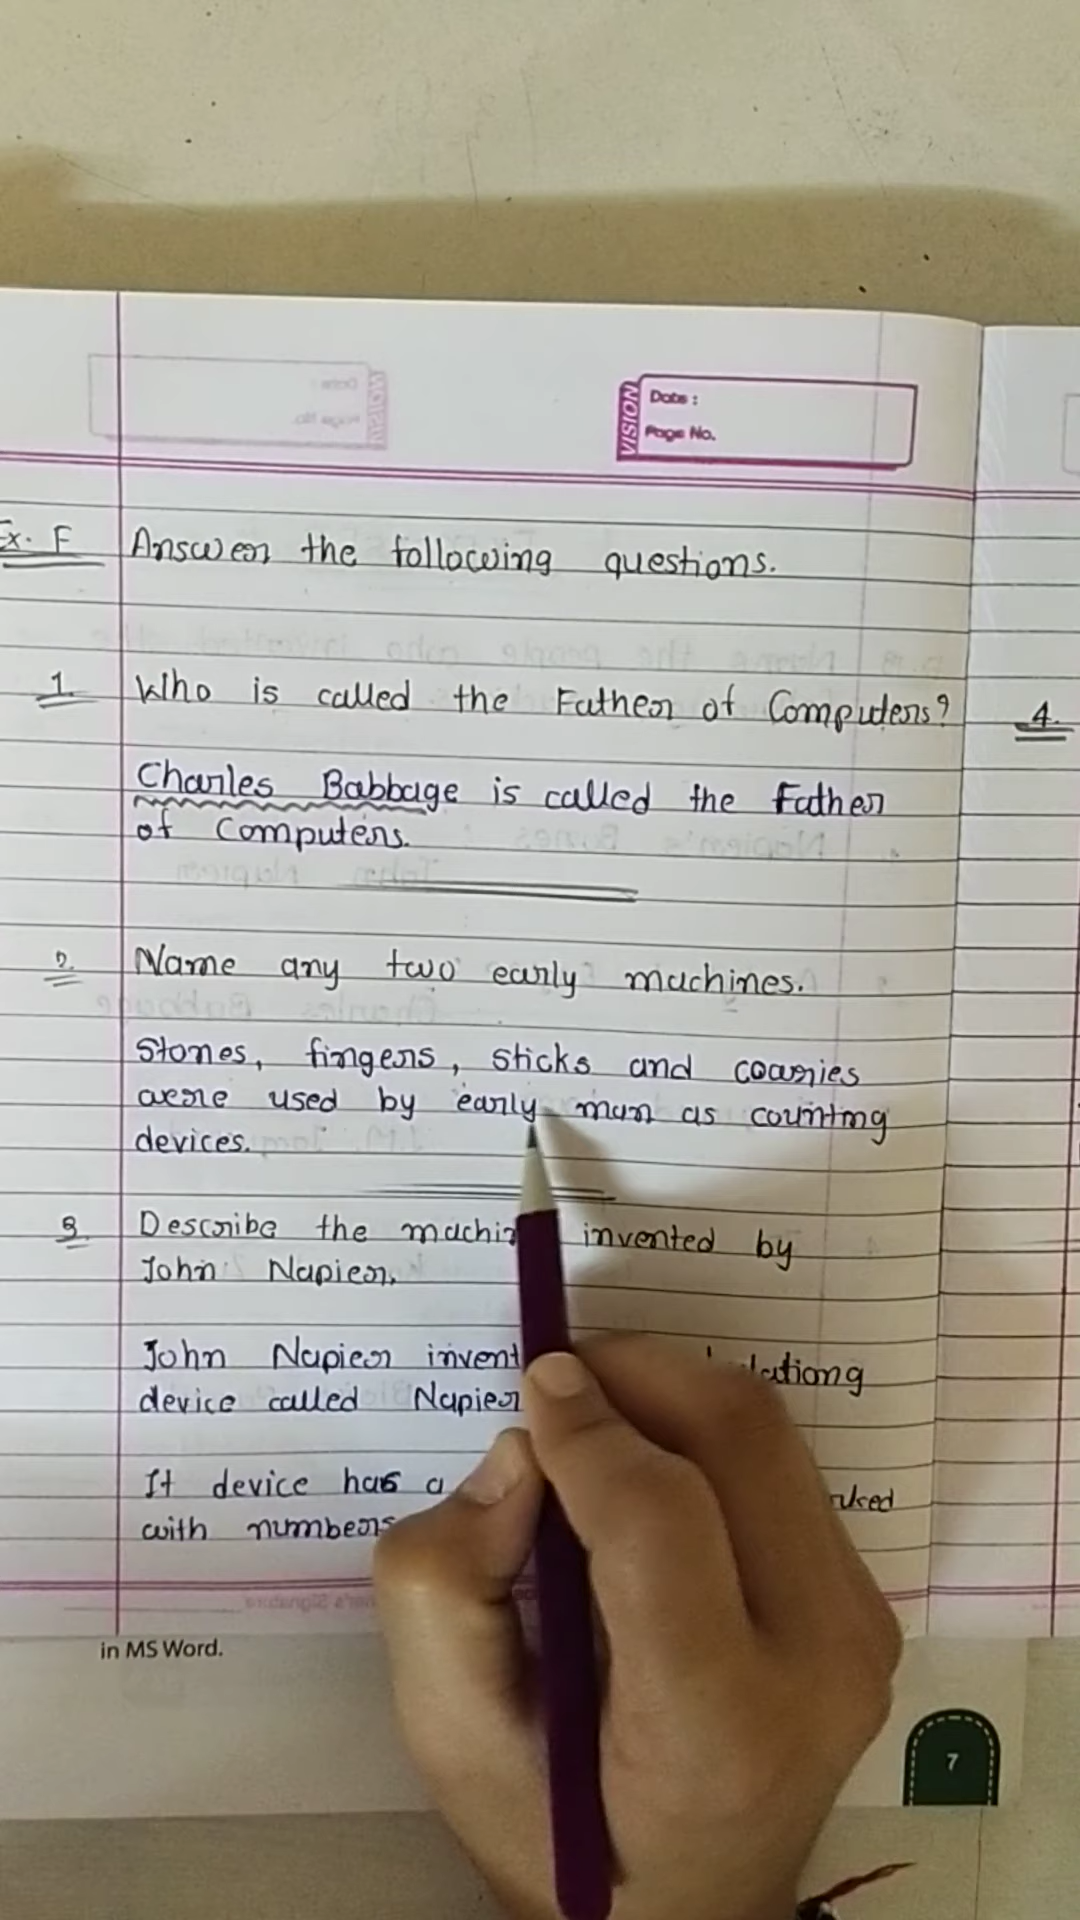 VISION
Date :
Page No.
Ex. F Answer the following questions.
1. Who is called the Father of Computers?
Charles Babbage is called the Father
of Computers.
2. Name any two early machines.
Stones, fingers, sticks and cowries
were used by early man as counting
devices.
3. Describe the invented by
John Napier.
John Napier
device called Napier
It device has a
with numbers
4.
in MS Word.
7